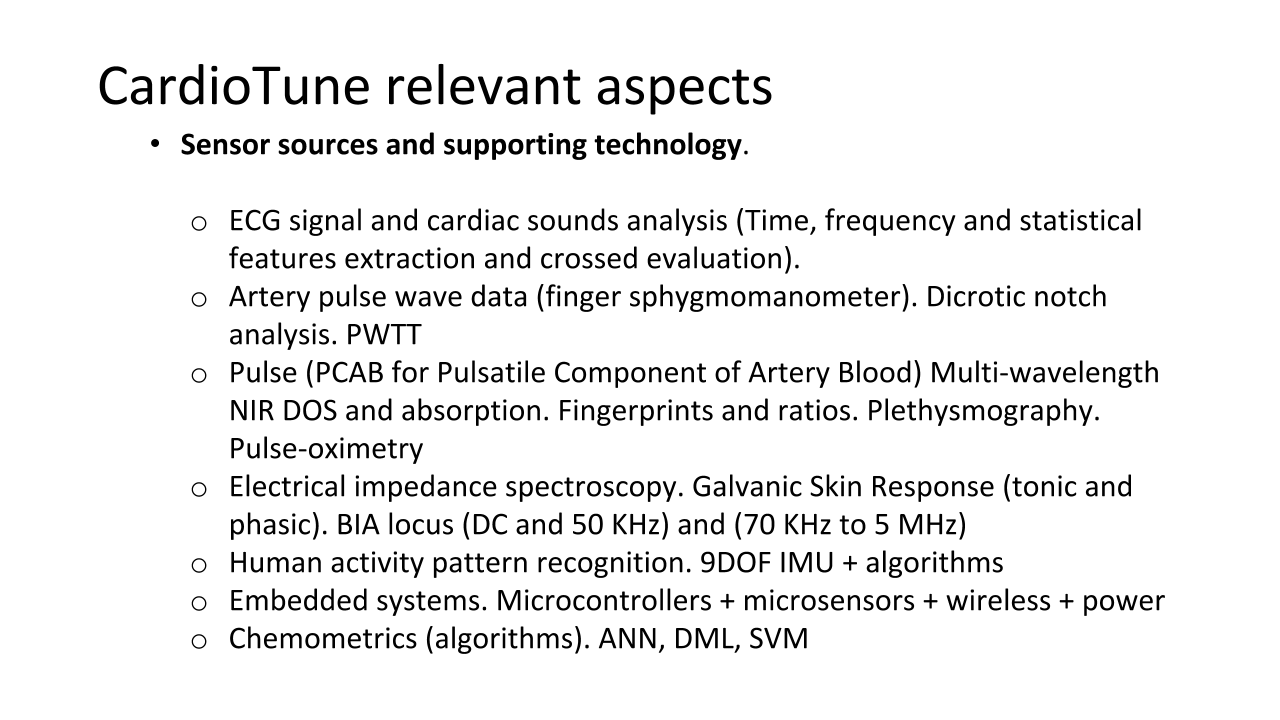 CardioTune relevant aspects
• Sensor sources and supporting technology.
o ECG signal and cardiac sounds analysis (Time, frequency and statistical
features extraction and crossed evaluation).
o Artery pulse wave data (finger sphygmomanometer). Dicrotic notch
analysis. PWTT
o Pulse (PCAB for Pulsatile Component of Artery Blood) Multi-wavelength
NIR DOS and absorption. Fingerprints and ratios. Plethysmography.
Pulse-oximetry
o Electrical impedance spectroscopy. Galvanic Skin Response (tonic and
phasic). BIA locus (DC and 50 KHz) and (70 KHz to 5 MHz)
o Human activity pattern recognition. 9DOF IMU + algorithms
o Embedded systems. Microcontrollers + microsensors + wireless + power
o Chemometrics (algorithms). ANN, DML, SVM